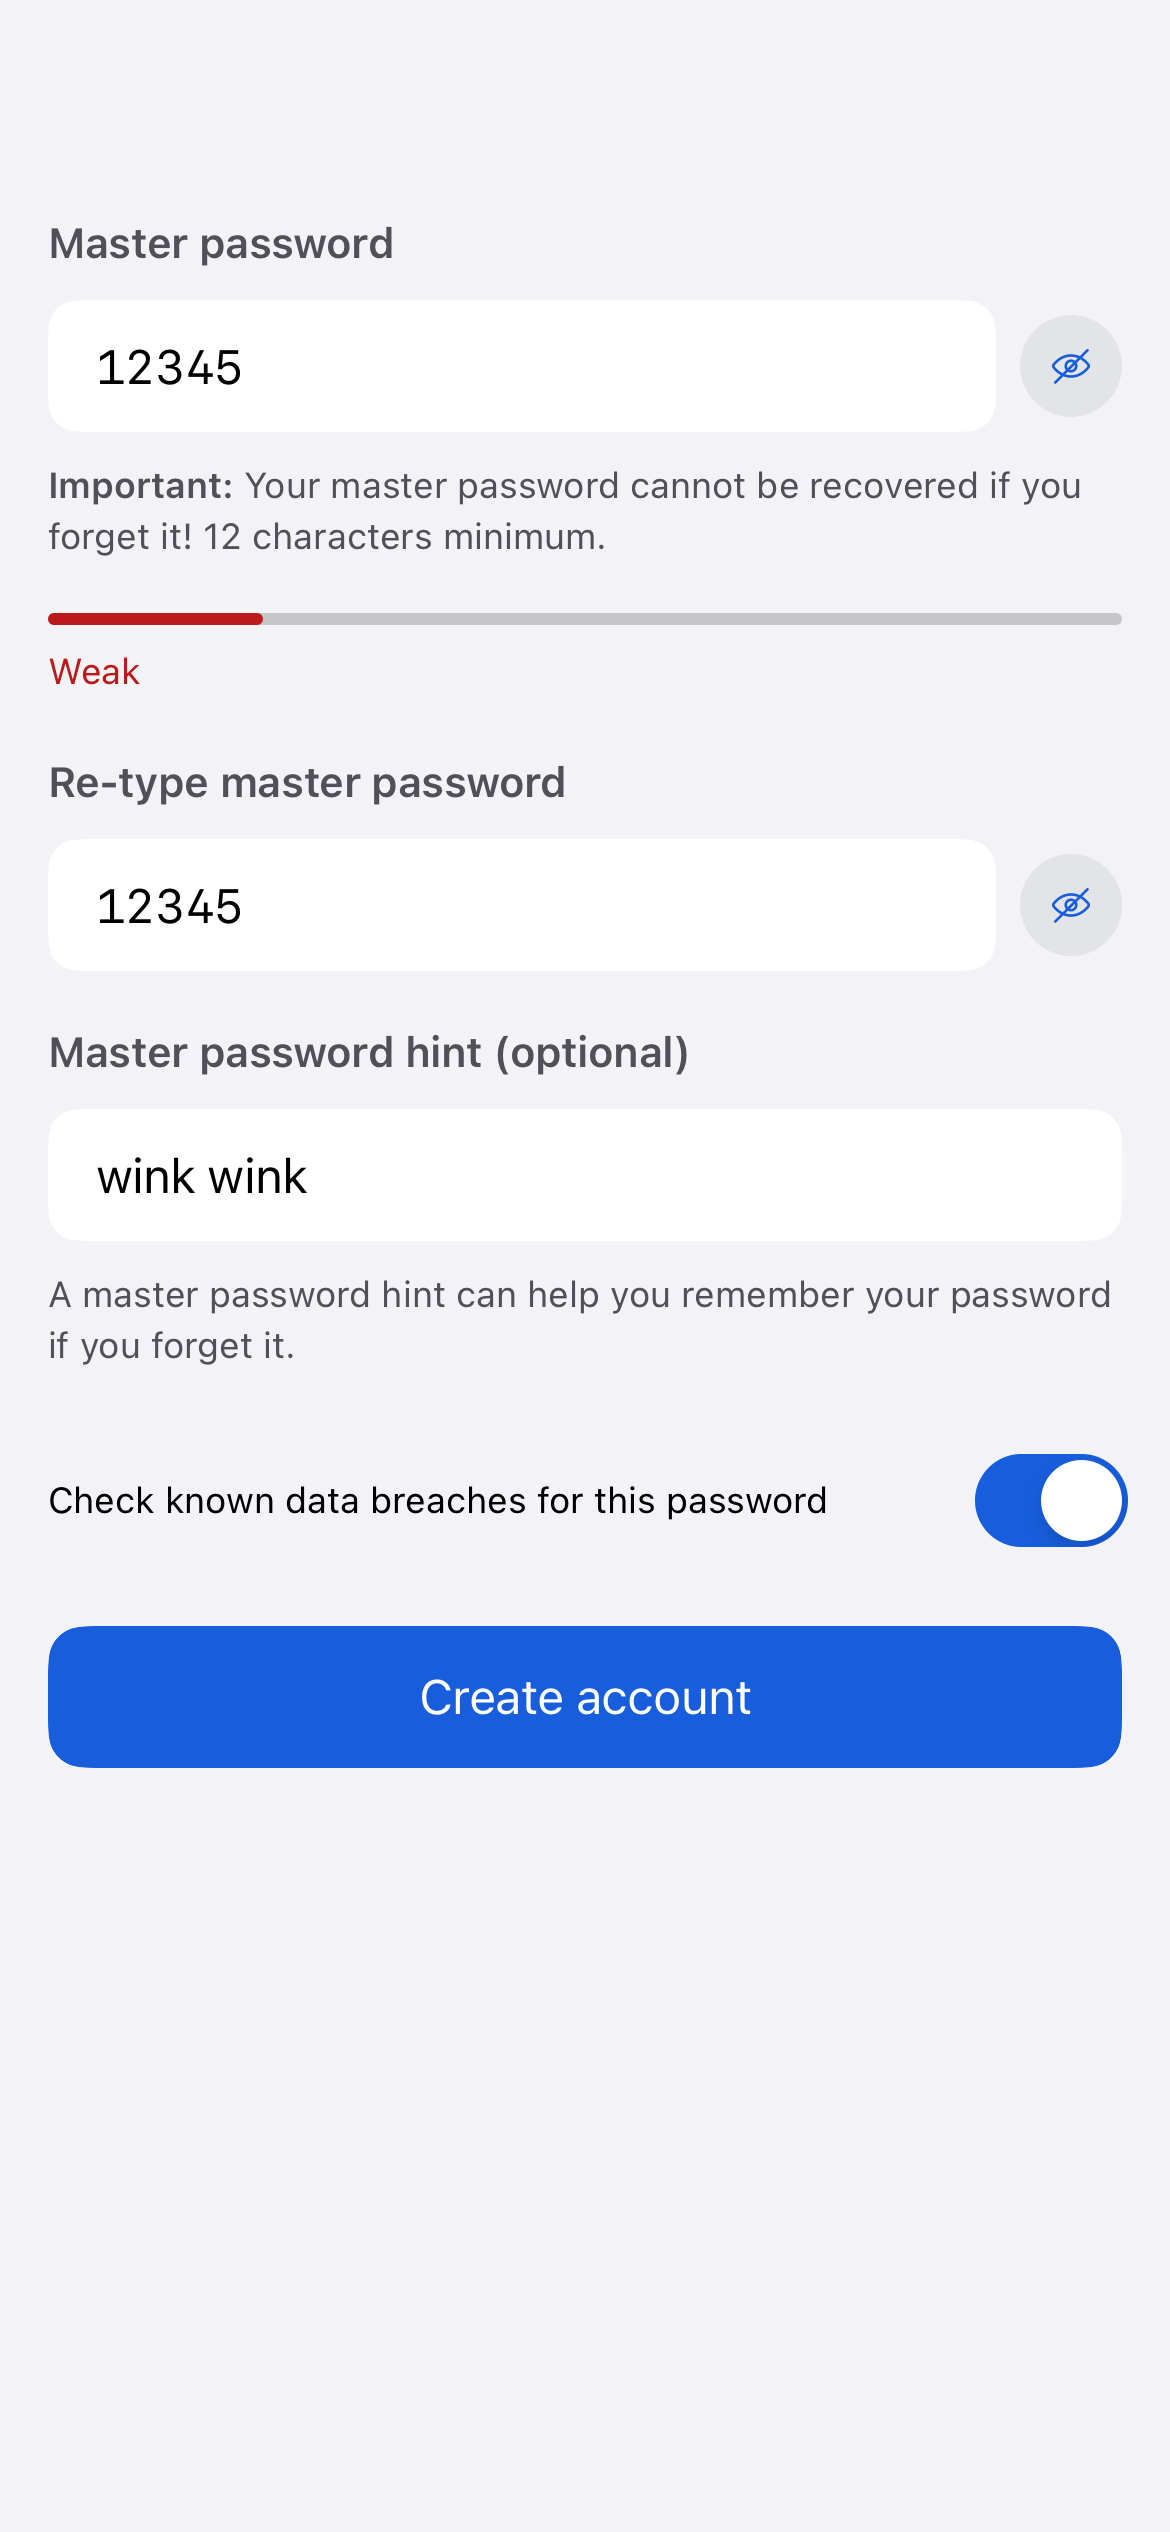 Master password
12345
Important: Your master password cannot be recovered if you
forget it! 12 characters minimum.
Weak
Re-type master password
12345
Master password hint (optional)
wink wink
A master password hint can help you remember your password
if you forget it.
Check known data breaches for this password
Create account